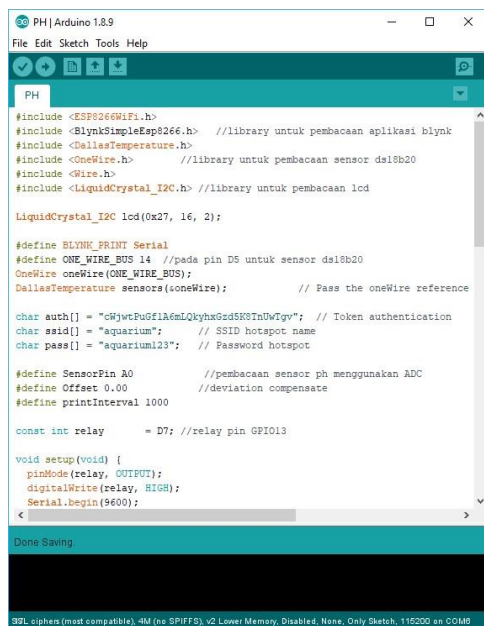 PH | Arduino 1.8.9
File Edit Sketch Tools Help
PH
#include <ESP8266WiFi.h>
#include <BlynkSimpleEsp8266.h> //library untuk pembacaan aplikasi blynk
#include <DallasTemperature.h>
#include <OneWire.h> //library untuk pembacaan sensor ds18b20
#include <Wire.h>
#include <LiquidCrystal_I2C.h> //library untuk pembacaan lcd
LiquidCrystal_I2C lcd(0x27, 16, 2);
#define BLYNK_PRINT Serial
#define ONE_WIRE_BUS 14 //pada pin D5 untuk sensor ds18b20
OneWire oneWire(ONE_WIRE_BUS);
DallasTemperature sensors(&oneWire); // Pass the oneWire reference
char auth[] = "cWjwtPuGflA6mLQkyhxGzd5K8TnUwTgv"; // Token authentication
char ssid[] = "aquarium"; // SSID hotspot name
char pass[] = "aquarium123"; // Password hotspot
#define SensorPin A0 //pembacaan sensor ph menggunakan ADC
#define Offset 0.00 //deviation compensate
#define printInterval 1000
const int relay = D7; //relay pin GPIO13
void setup(void) {
pinMode(relay, OUTPUT);
digitalWrite(relay, HIGH);
Serial.begin(9600);
Done Saving.
SSL ciphers (most compatible), 4M (no SPIFFS), v2 Lower Memory, Disabled, None, Only Sketch, 115200 on COM6